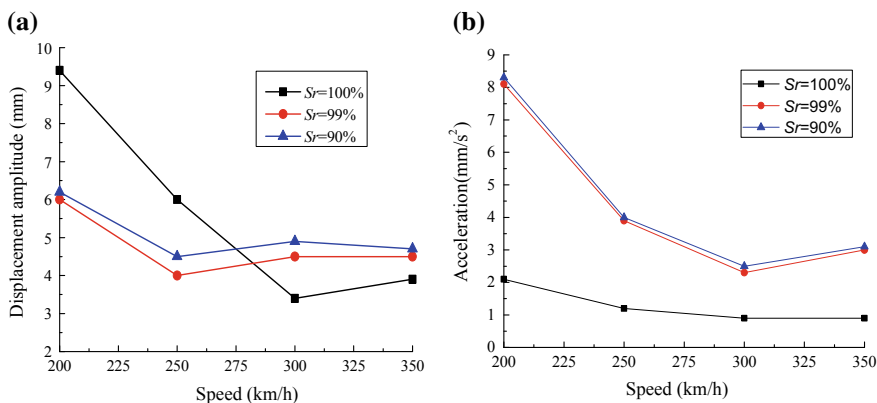 (a)
Displacement amplitude (mm)
10
9
8
7
6
5
4
3
2
200 225 250 275 300 325 350
Speed (km/h)
Sr=100%
Sr=99%
Sr=90%
(b)
Acceleration(mm/s²)
9
8
7
6
5
4
3
2
1
0
200 225 250 275 300 325 350
Speed (km/h)
Sr=100%
Sr=99%
Sr=90%